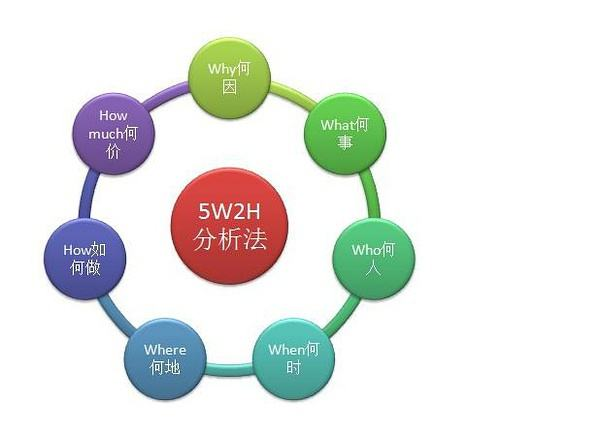 Why何
因
What何
事
Who何
人
When何
时
Where
何地
How如
何做
How
much何
价
5W2H
分析法